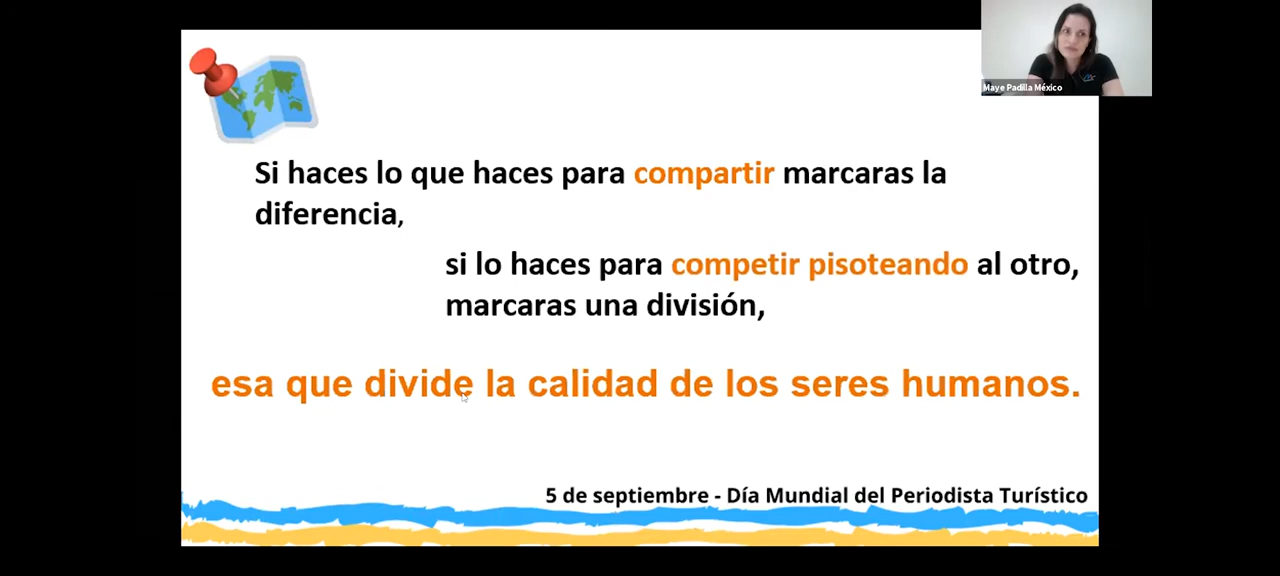 Maye Padilla México
Si haces lo que haces para compartir marcaras la
diferencia,
si lo haces para competir pisoteando al otro,
marcaras una división,
esa que divide la calidad de los seres humanos.
5 de septiembre - Día Mundial del Periodista Turístico